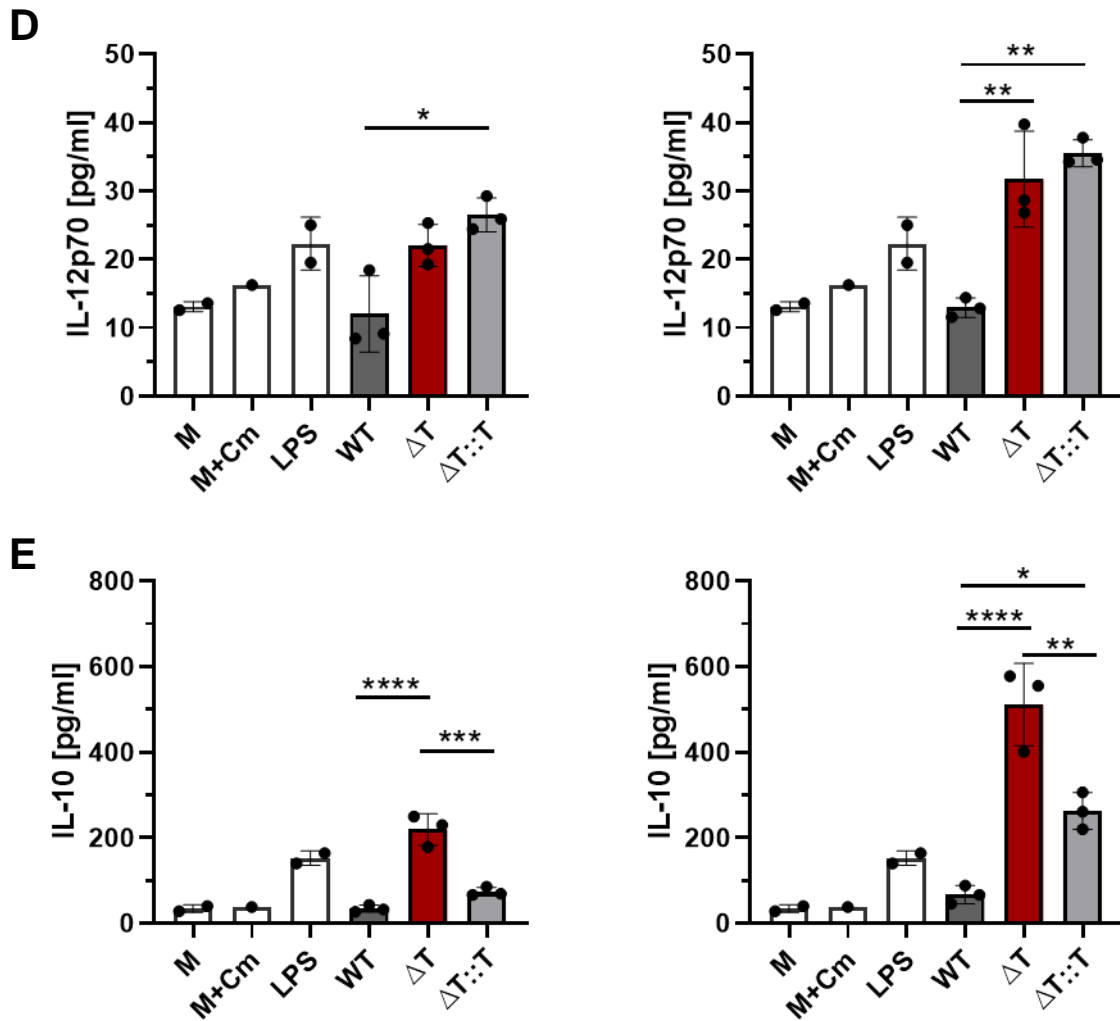 D
IL-12p70 [pg/ml]
50
40
30
20
10
0
*
M
M+Cm
LPS
WT
ΔT
ΔT::T
IL-12p70 [pg/ml]
50
40
30
20
10
0
**
**
M
M+Cm
LPS
WT
ΔT
ΔT::T
E
IL-10 [pg/ml]
800
600
400
200
0
****
***
M
M+Cm
LPS
WT
ΔT
ΔT::T
IL-10 [pg/ml]
800
600
400
200
0
*
****
**
M
M+Cm
LPS
WT
ΔT
ΔT::T